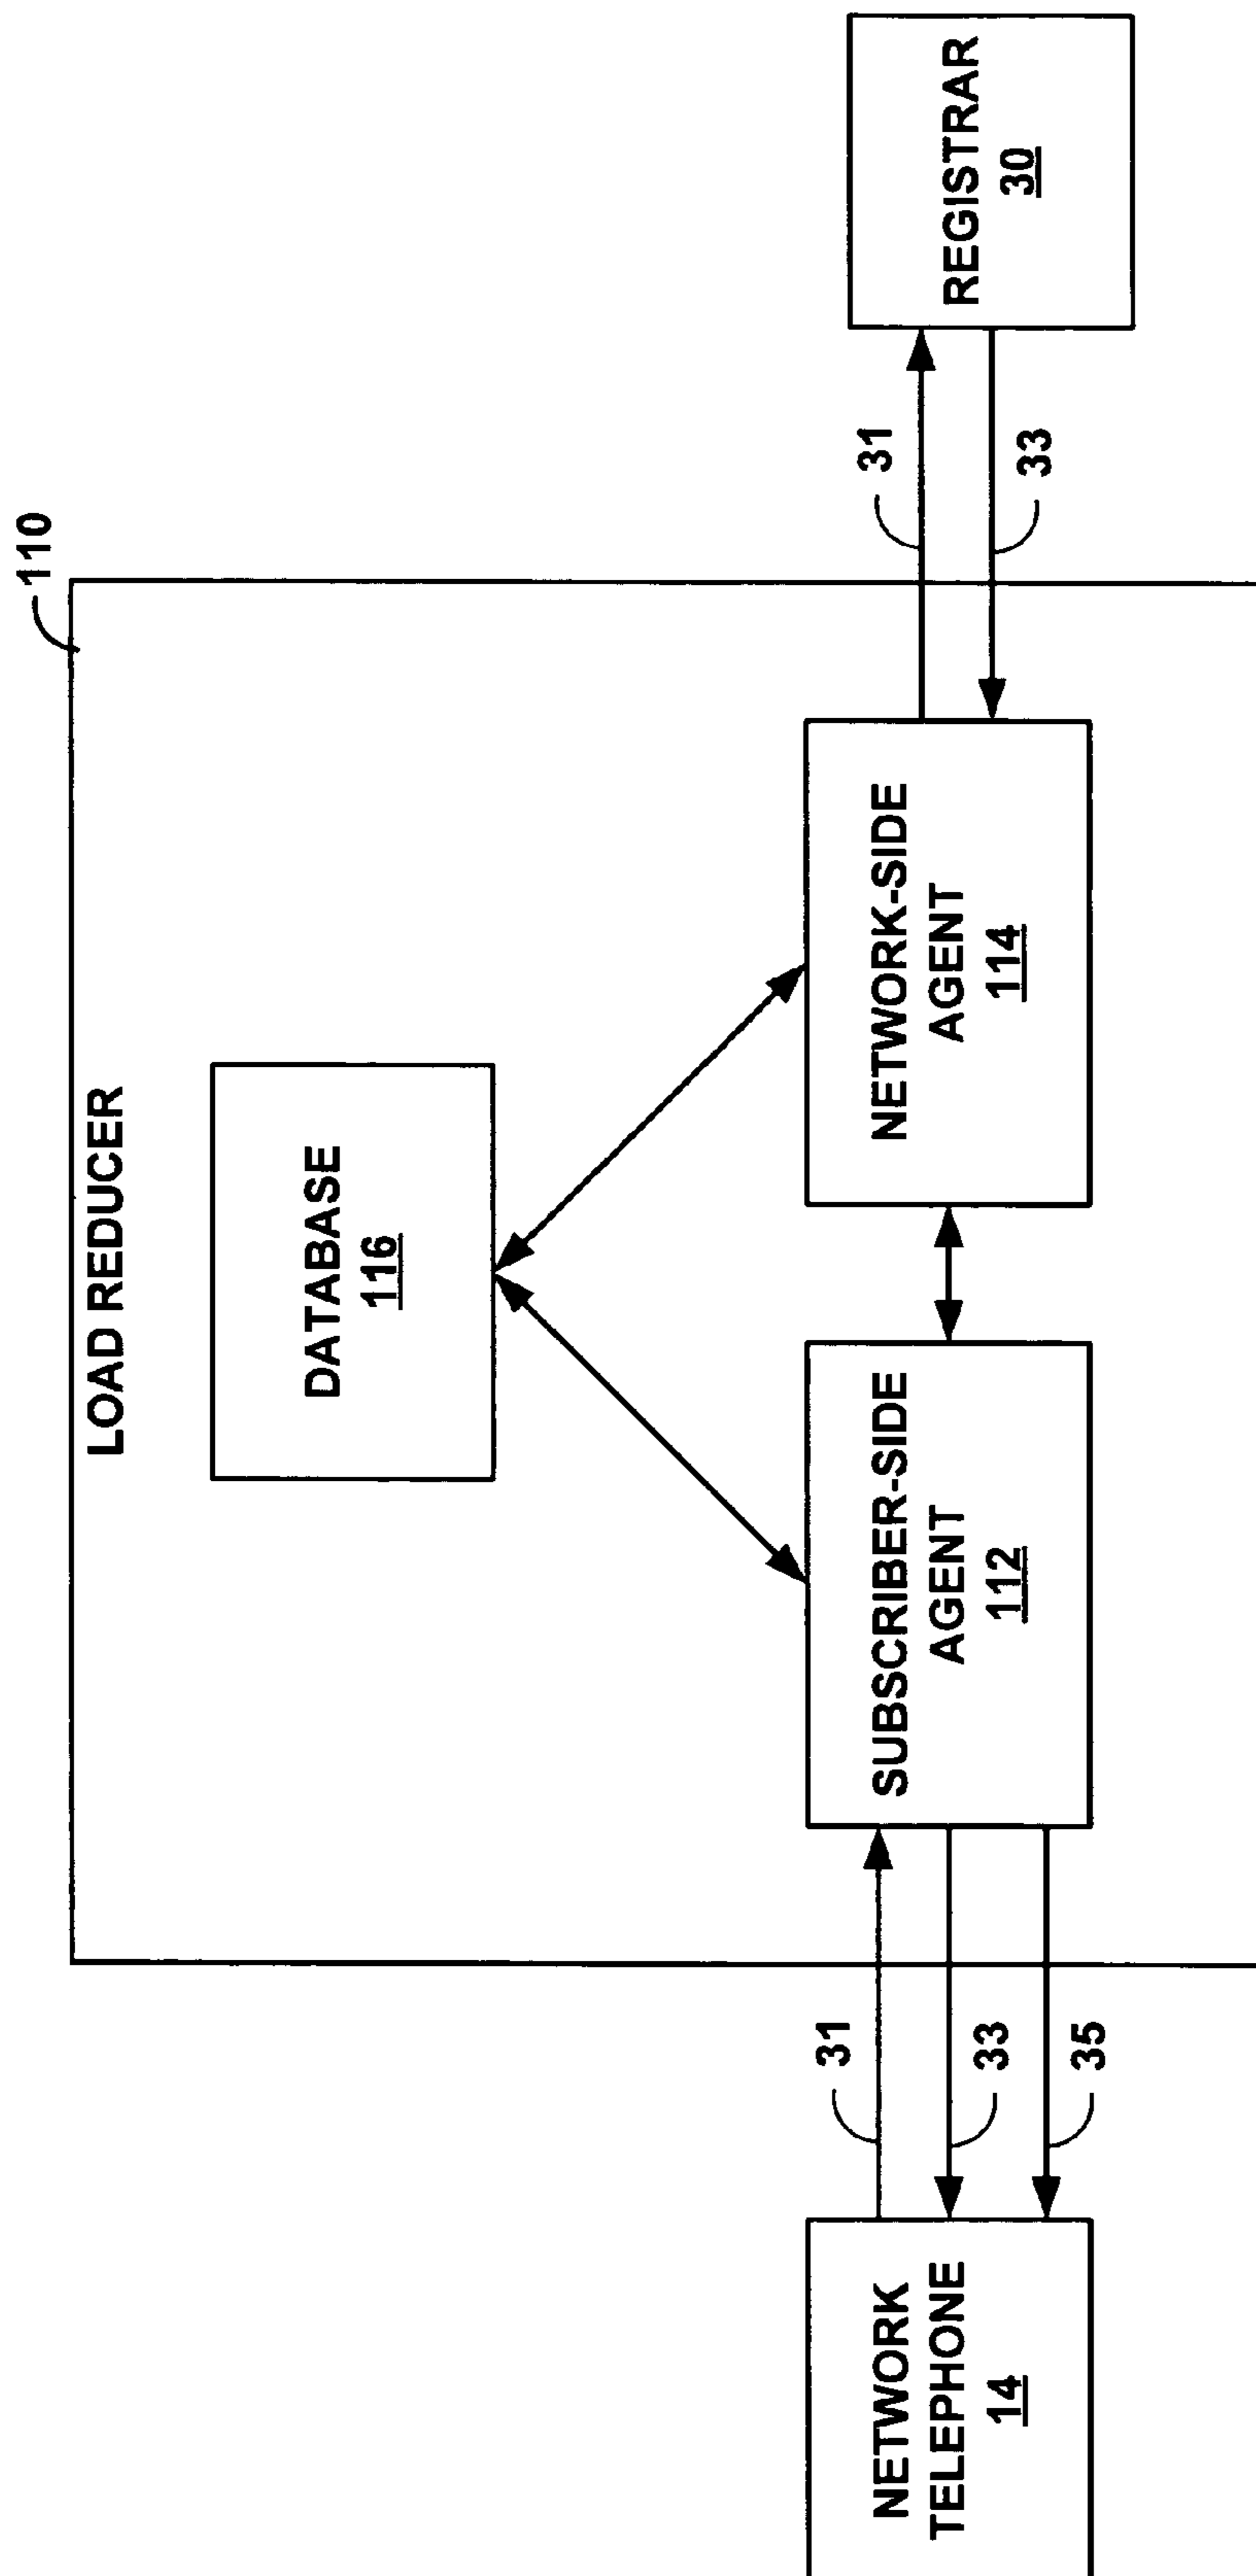 110
LOAD REDUCER
DATABASE
116
NETWORK
TELEPHONE
14
31
33
35
SUBSCRIBER-SIDE
AGENT
112
NETWORK-SIDE
AGENT
114
31
33
REGISTRAR
30